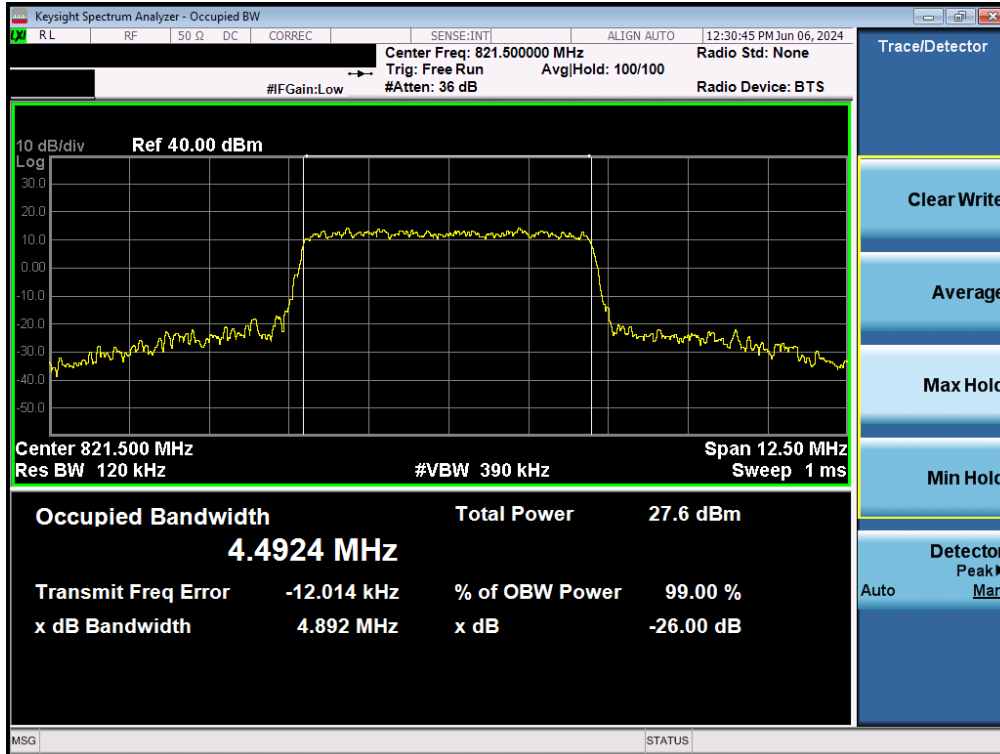 Keysight Spectrum Analyzer - Occupied BW
LXI RL RF 50 Ω DC CORREC SENSE:INT ALIGN AUTO 12:30:45 PM Jun 06, 2024
Center Freq: 821.500000 MHz Radio Std: None
Trig: Free Run Avg|Hold: 100/100
#IFGain:Low #Atten: 36 dB Radio Device: BTS
Trace/Detector
10 dB/div Ref 40.00 dBm
Log
30.0
20.0
10.0
0.00
-10.0
-20.0
-30.0
-40.0
-50.0
Center 821.500 MHz Span 12.50 MHz
Res BW 120 kHz #VBW 390 kHz Sweep 1 ms
Occupied Bandwidth Total Power 27.6 dBm
4.4924 MHz
Transmit Freq Error -12.014 kHz % of OBW Power 99.00 %
x dB Bandwidth 4.892 MHz x dB -26.00 dB
Clear Write
Average
Max Hold
Min Hold
Detector
Peak
Auto Man
MSG STATUS